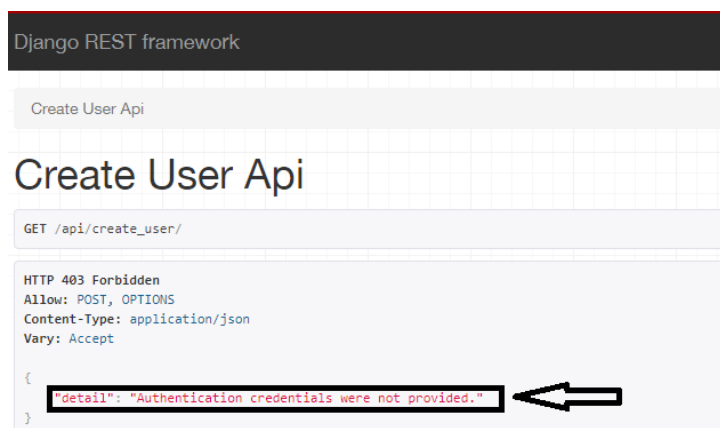 Django REST framework
Create User Api
Create User Api
GET /api/create_user/
HTTP 403 Forbidden
Allow: POST, OPTIONS
Content-Type: application/json
Vary: Accept
{
"detail": "Authentication credentials were not provided."
}